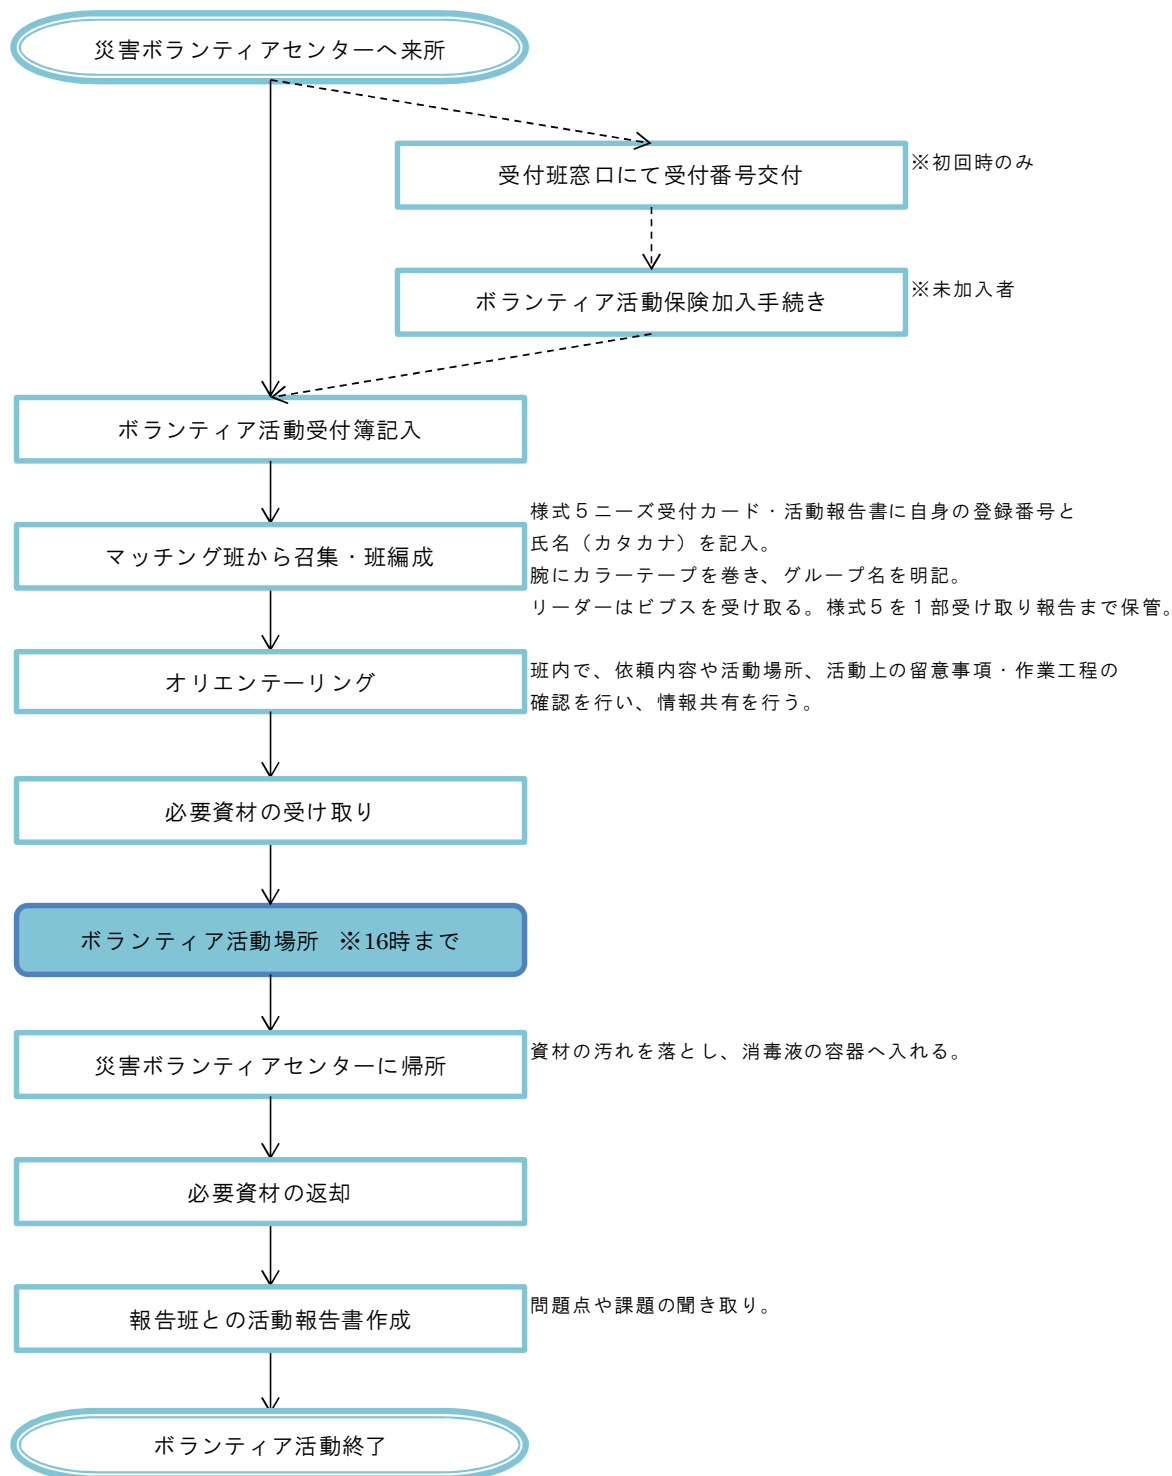 災害ボランティアセンターへ来所
受付班窓口にて受付番号交付
※初回時のみ
ボランティア活動保険加入手続き
※未加入者
ボランティア活動受付簿記入
マッチング班から召集・班編成
様式５ニーズ受付カード・活動報告書に自身の登録番号と
氏名（カタカナ）を記入。
腕にカラーテープを巻き、グループ名を明記。
リーダーはビブスを受け取る。様式５を１部受け取り報告まで保管。
オリエンテーリング
班内で、依頼内容や活動場所、活動上の留意事項・作業工程の
確認を行い、情報共有を行う。
必要資材の受け取り
ボランティア活動場所　※16時まで
災害ボランティアセンターに帰所
資材の汚れを落とし、消毒液の容器へ入れる。
必要資材の返却
報告班との活動報告書作成
問題点や課題の聞き取り。
ボランティア活動終了